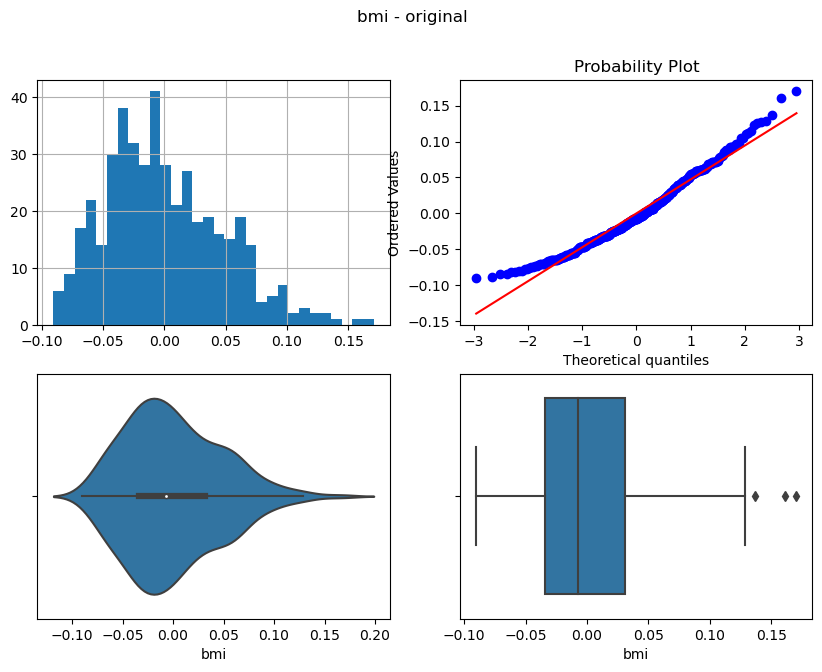 bmi - original
Probability Plot
40
30
20
10
0
−0.10 −0.05 0.00 0.05 0.10 0.15
Ordered Values
0.15
0.10
0.05
0.00
−0.05
−0.10
−0.15
−3 −2 −1 0 1 2 3
Theoretical quantiles
−0.10 −0.05 0.00 0.05 0.10 0.15 0.20
bmi
−0.10 −0.05 0.00 0.05 0.10 0.15
bmi